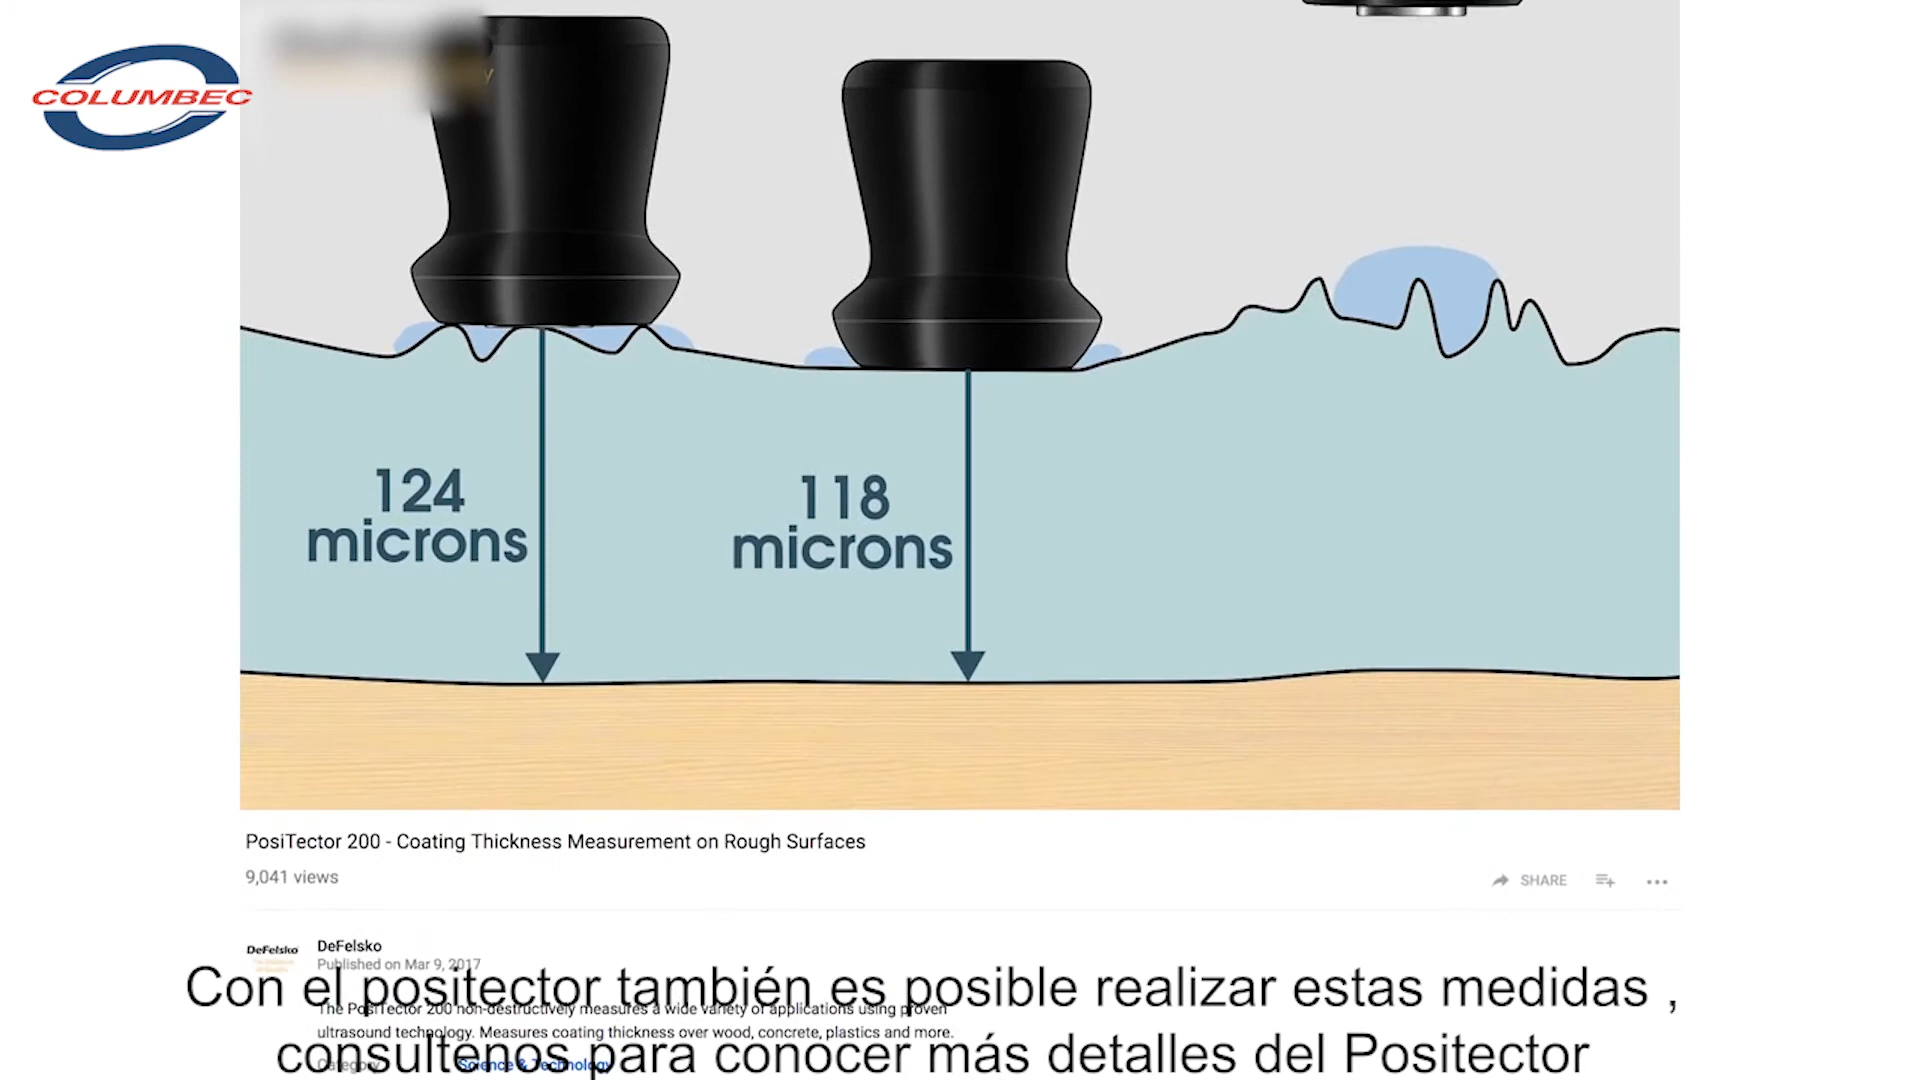 COLUMBEC
124
microns
118
microns
PosiTector 200 - Coating Thickness Measurement on Rough Surfaces
9,041 views
SHARE
DeFelsko
DeFelsko
Published on Mar 9, 2017
Con el positector también es posible realizar estas medidas ,
The PosiTector 200 non-destructively measures a wide variety of applications using proven
ultrasound technology. Measures coating thickness over wood, concrete, plastics and more.
consultenos para conocer más detalles del Positector
Category Science & Technology